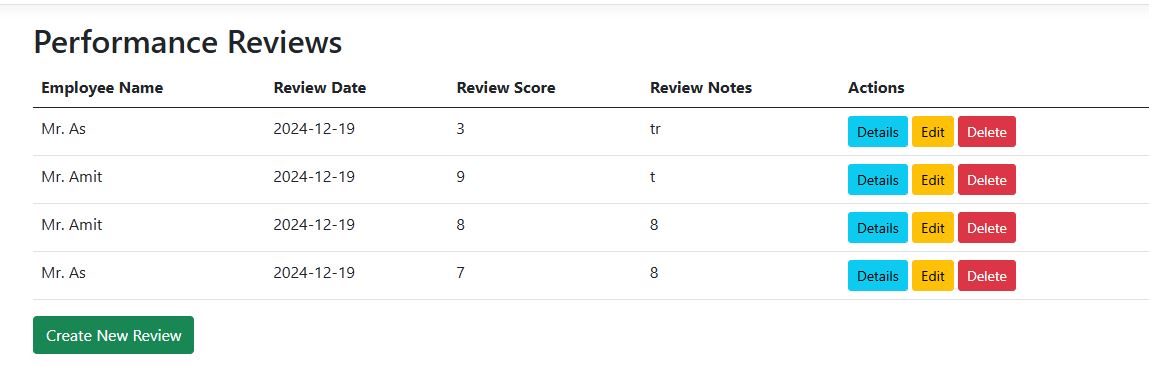 Performance Reviews
Employee Name Review Date Review Score Review Notes Actions
Mr. As 2024-12-19 3 tr Details Edit Delete
Mr. Amit 2024-12-19 9 t Details Edit Delete
Mr. Amit 2024-12-19 8 8 Details Edit Delete
Mr. As 2024-12-19 7 8 Details Edit Delete
Create New Review